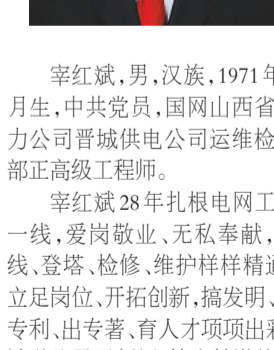 宰红斌,男,汉族,1971年
月生,中共党员,国网山西省
力公司晋城供电公司运维检
部正高级工程师。
宰红斌28年扎根电网工
一线,爱岗敬业、无私奉献,
线、登塔、检修、维护样样精通
立足岗位、开拓创新,搞发明、
专利、出专著、育人才项项出彩